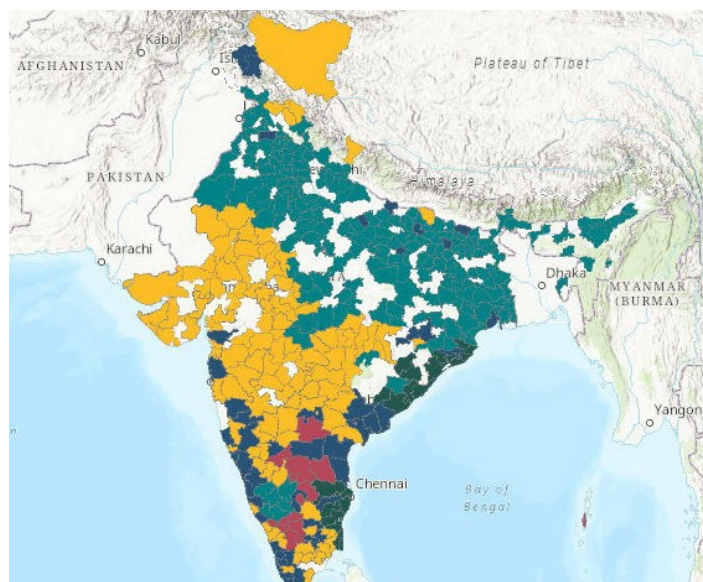 Kabul
AFGHANISTAN
Plateau of Tibet
Himalaya
PAKISTAN
Karachi
Dhaka
MYANMAR
(BURMA)
Yangon
Chennai
Bay of
Bengal